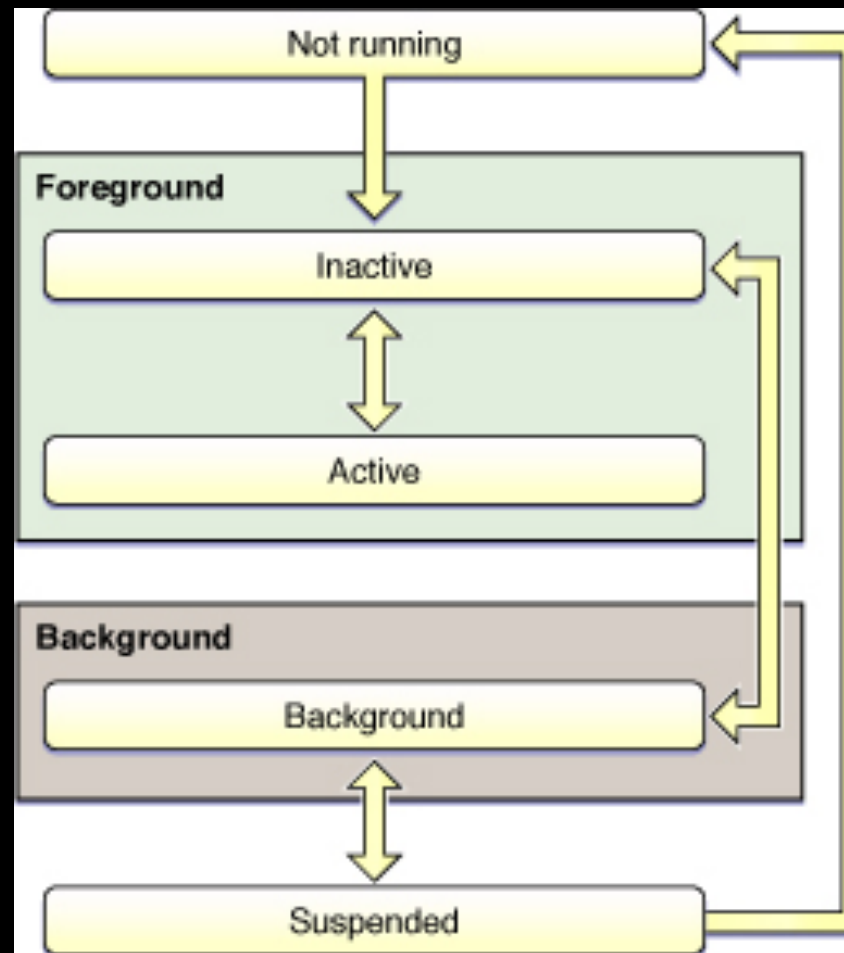 Not running
Foreground
Inactive
Active
Background
Background
Suspended